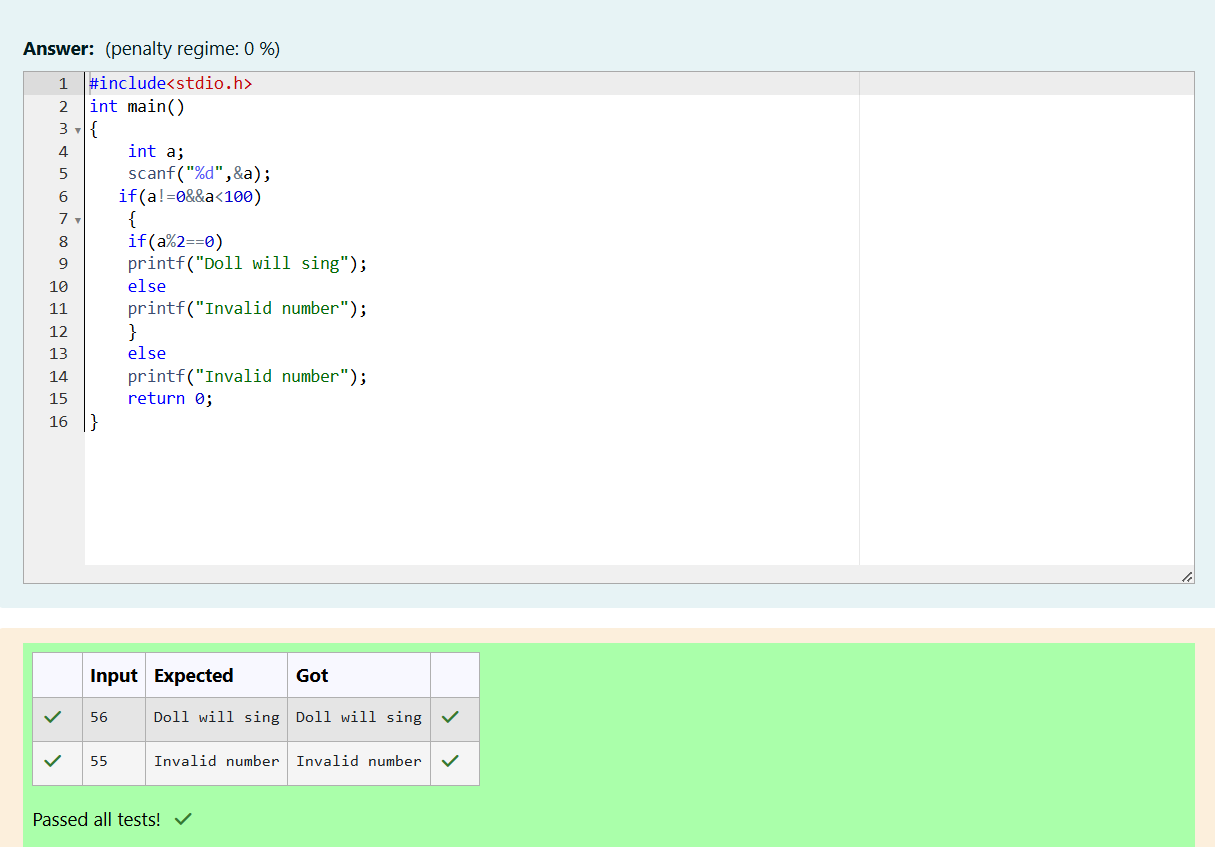 Answer: (penalty regime: 0 %)
1 #include<stdio.h>
2 int main()
3 {
4     int a;
5     scanf("%d",&a);
6    if(a!=0&&a<100)
7     {
8     if(a%2==0)
9     printf("Doll will sing");
10     else
11     printf("Invalid number");
12     }
13     else
14     printf("Invalid number");
15     return 0;
16 }
Input Expected Got
56 Doll will sing Doll will sing
55 Invalid number Invalid number
Passed all tests!